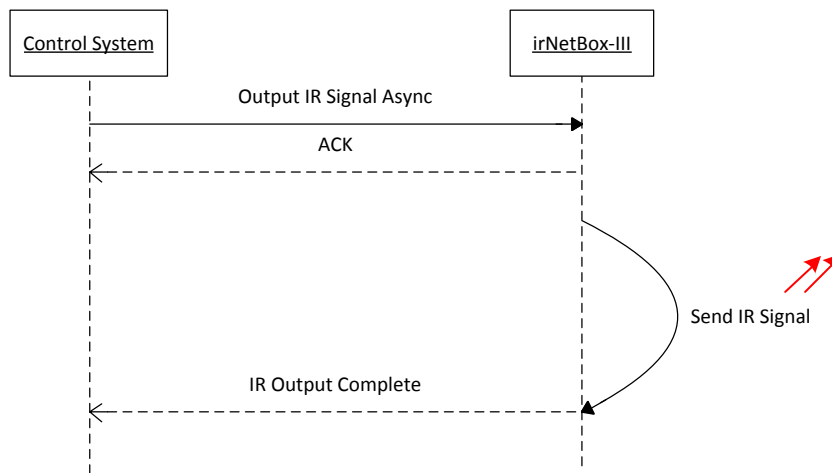 Control System
irNetBox-III
Output IR Signal Async
ACK
Send IR Signal
IR Output Complete